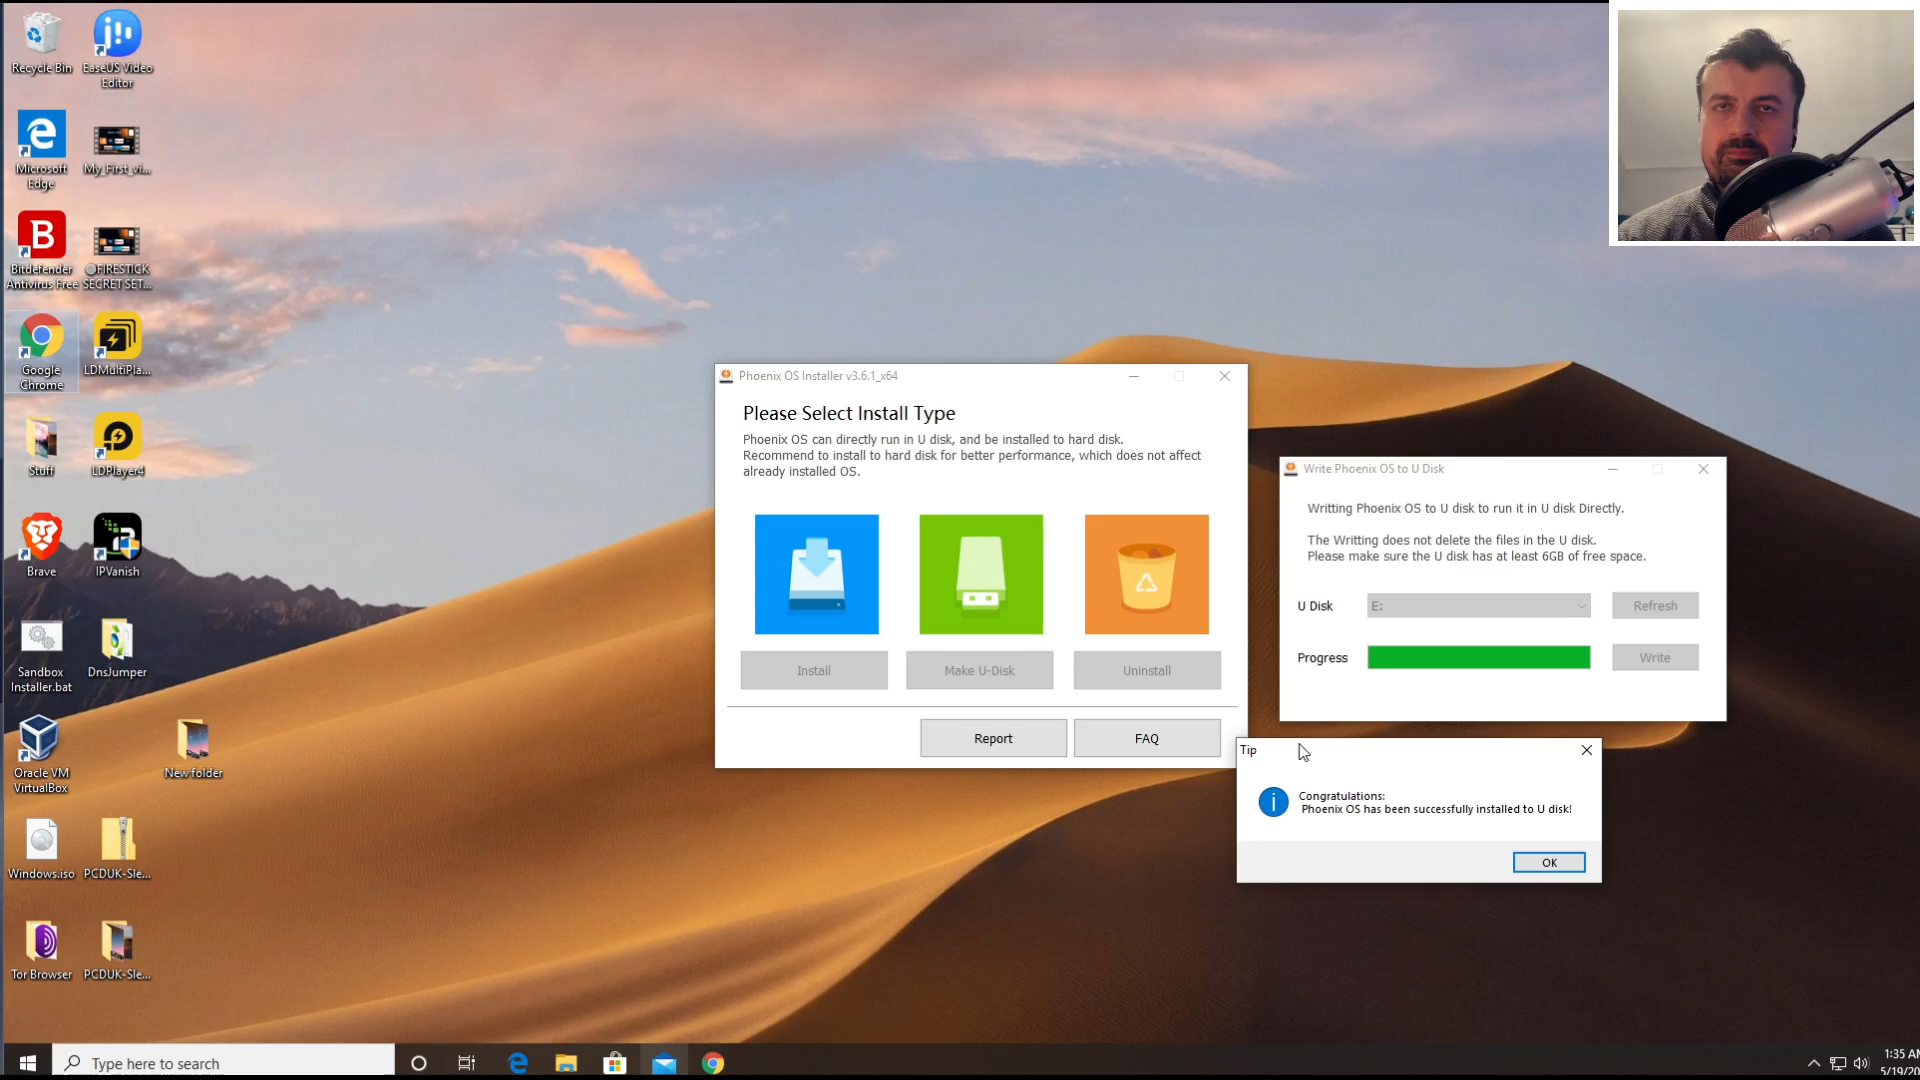 Recycle Bin
EaseUS Video
Editor
Microsoft
Edge
My_First_vi...
Bitdefender
Antivirus Free
FIRESTICK
SECRET SET...
Google
Chrome
LDMultiPla...
Stuff
LDPlayer4
Brave
IPVanish
Sandbox
Installer.bat
DnsJumper
Oracle VM
VirtualBox
New folder
Windows.iso
PCDUK-Sle...
Tor Browser
PCDUK-Sle...
Phoenix OS Installer v3.6.1_x64
Please Select Install Type
Phoenix OS can directly run in U disk, and be installed to hard disk.
Recommend to install to hard disk for better performance, which does not affect
already installed OS.
Install
Make U-Disk
Uninstall
Report
FAQ
Write Phoenix OS to U Disk
Writting Phoenix OS to U disk to run it in U disk Directly.
The Writting does not delete the files in the U disk.
Please make sure the U disk has at least 6GB of free space.
U Disk
E:
Refresh
Progress
Write
Tip
Congratulations:
Phoenix OS has been successfully installed to U disk!
OK
Type here to search
1:35 AM
5/19/20